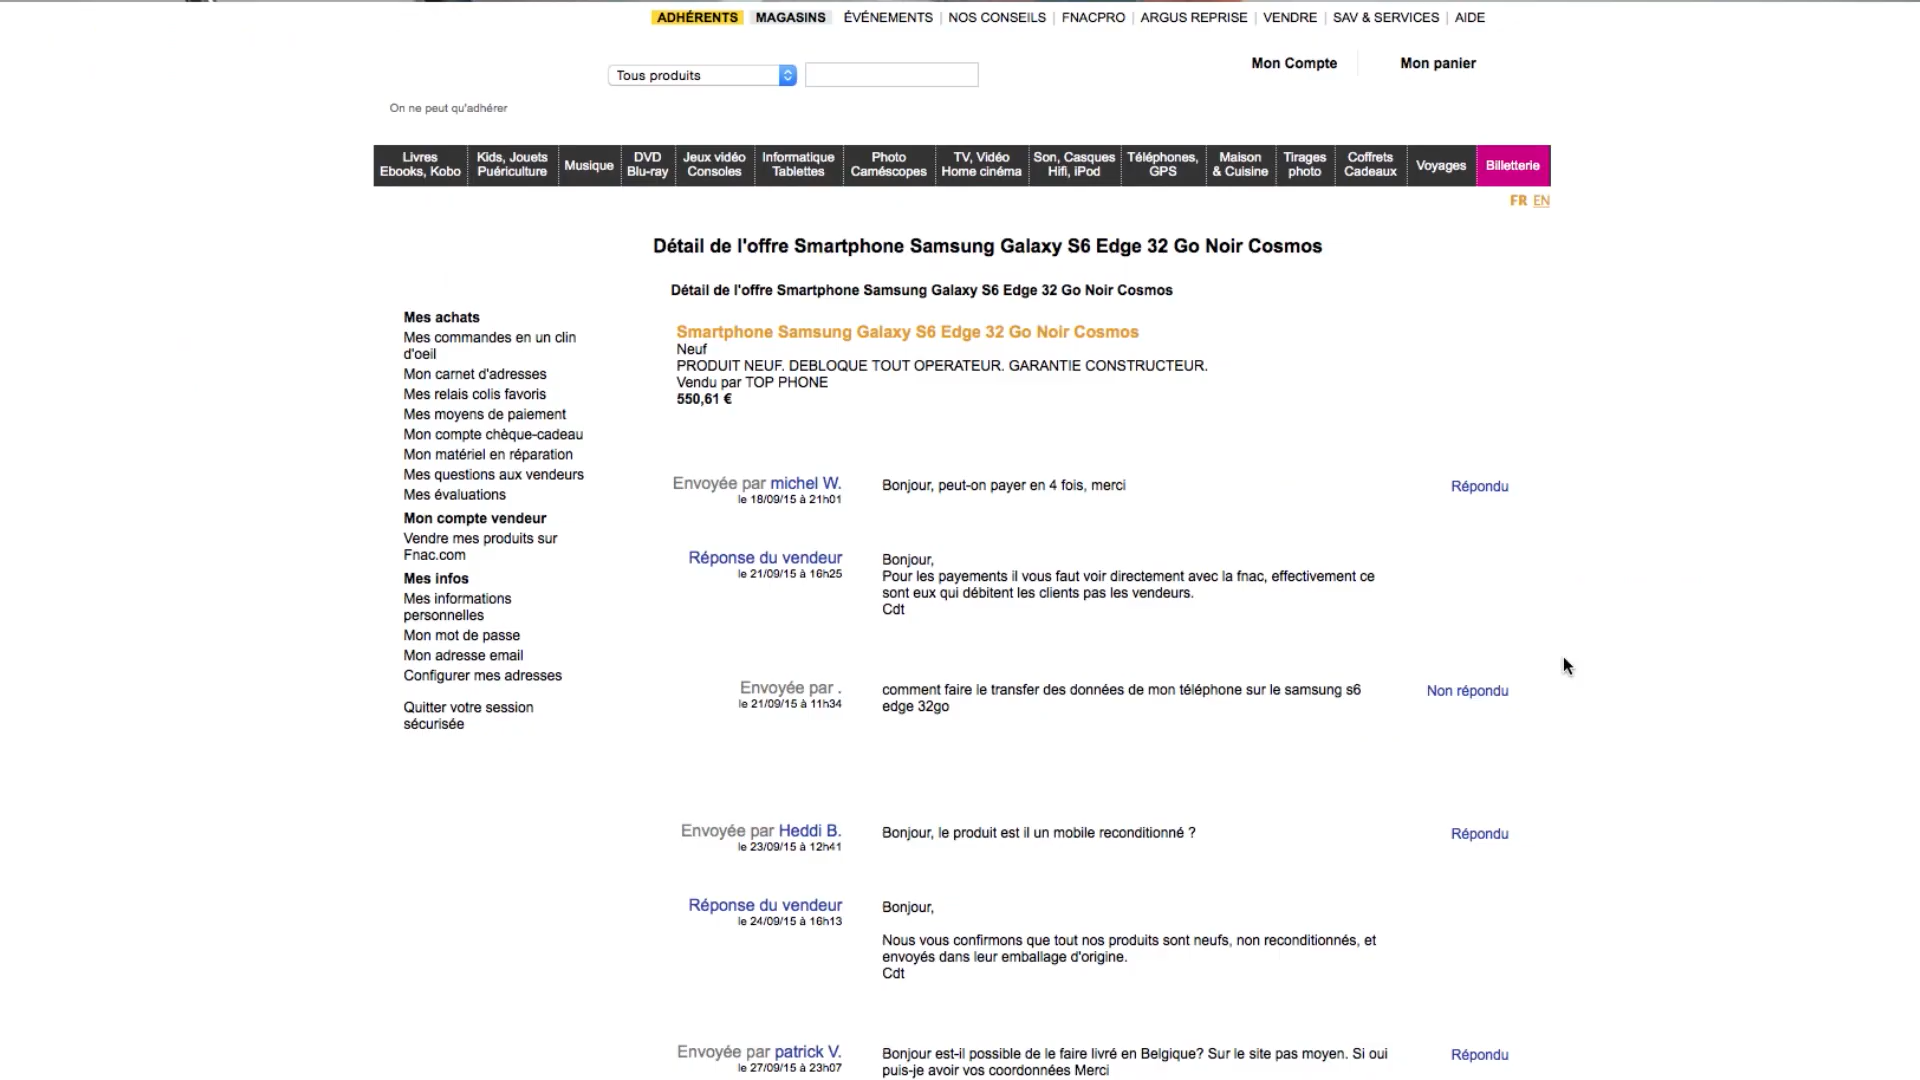 ADHÉRENTS MAGASINS ÉVÉNEMENTS | NOS CONSEILS | FNACPRO | ARGUS REPRISE | VENDRE | SAV & SERVICES | AIDE
Tous produits
Mon Compte
Mon panier
On ne peut qu'adhérer
Livres
Ebooks, Kobo
Kids, Jouets
Puériculture
Musique
DVD
Blu-ray
Jeux vidéo
Consoles
Informatique
Tablettes
Photo
Caméscopes
TV, Vidéo
Home cinéma
Son, Casques
Hifi, iPod
Téléphones,
GPS
Maison
& Cuisine
Tirages
photo
Coffrets
Cadeaux
Voyages
Billetterie
FR EN
Détail de l'offre Smartphone Samsung Galaxy S6 Edge 32 Go Noir Cosmos
Mes achats
Mes commandes en un clin
d'oeil
Mon carnet d'adresses
Mes relais colis favoris
Mes moyens de paiement
Mon compte chèque-cadeau
Mon matériel en réparation
Mes questions aux vendeurs
Mes évaluations
Mon compte vendeur
Vendre mes produits sur
Fnac.com
Mes infos
Mes informations
personnelles
Mon mot de passe
Mon adresse email
Configurer mes adresses
Quitter votre session
sécurisée
Détail de l'offre Smartphone Samsung Galaxy S6 Edge 32 Go Noir Cosmos
Smartphone Samsung Galaxy S6 Edge 32 Go Noir Cosmos
Neuf
PRODUIT NEUF. DEBLOQUE TOUT OPERATEUR. GARANTIE CONSTRUCTEUR.
Vendu par TOP PHONE
550,61 €
Envoyée par michel W.
le 18/09/15 à 21h01
Bonjour, peut-on payer en 4 fois, merci
Répondu
Réponse du vendeur
le 21/09/15 à 16h25
Bonjour,
Pour les payements il vous faut voir directement avec la fnac, effectivement ce
sont eux qui débitent les clients pas les vendeurs.
Cdt
Envoyée par .
le 21/09/15 à 11h34
comment faire le transfer des données de mon téléphone sur le samsung s6
edge 32go
Non répondu
Envoyée par Heddi B.
le 23/09/15 à 12h41
Bonjour, le produit est il un mobile reconditionné ?
Répondu
Réponse du vendeur
le 24/09/15 à 16h13
Bonjour,
Nous vous confirmons que tout nos produits sont neufs, non reconditionnés, et
envoyés dans leur emballage d'origine.
Cdt
Envoyée par patrick V.
le 27/09/15 à 23h07
Bonjour est-il possible de le faire livré en Belgique? Sur le site pas moyen. Si oui
puis-je avoir vos coordonnées Merci
Répondu